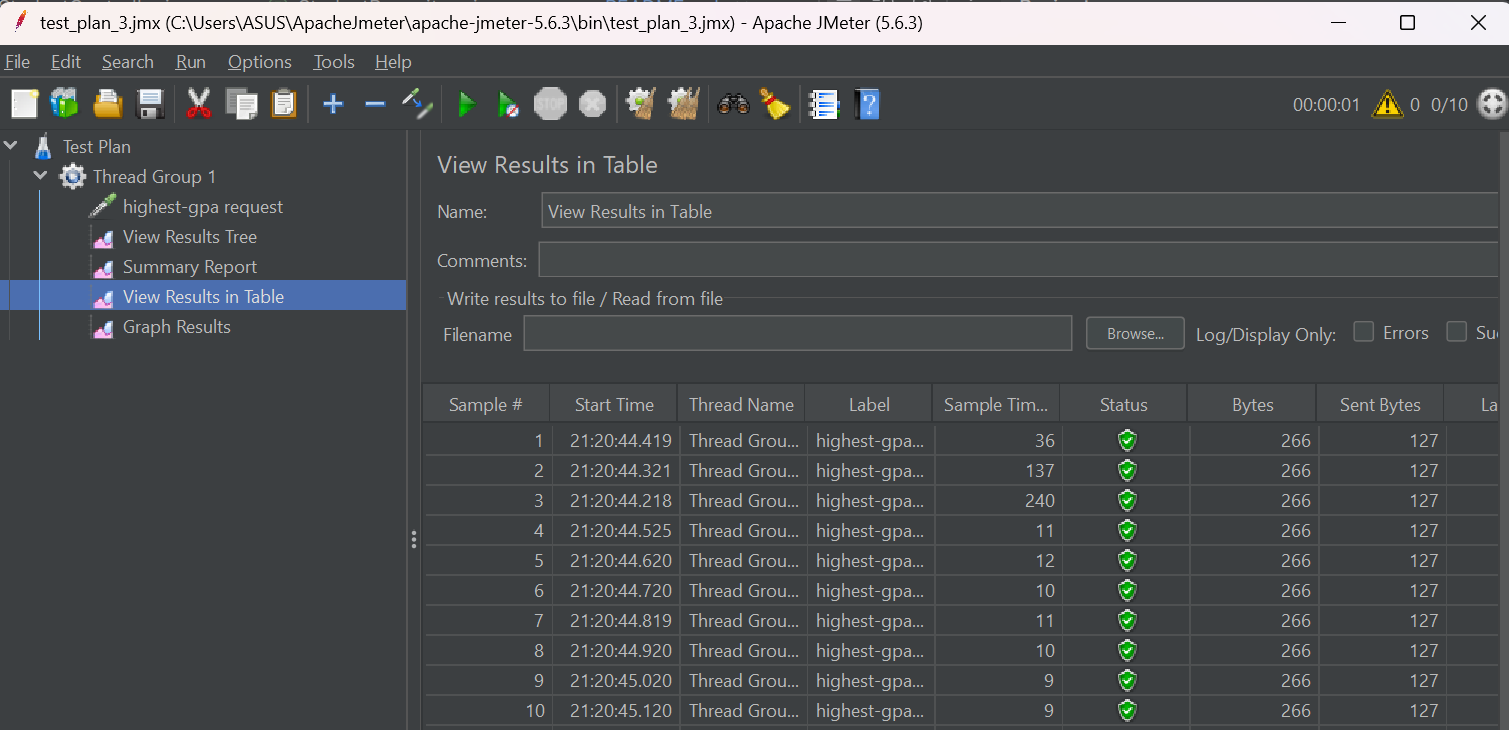 test_plan_3.jmx (C:\Users\ASUS\ApacheJmeter\apache-jmeter-5.6.3\bin\test_plan_3.jmx) - Apache JMeter (5.6.3)
File Edit Search Run Options Tools Help
STOP 00:00:01 0 0/10
Test Plan
Thread Group 1
highest-gpa request
View Results Tree
Summary Report
View Results in Table
Graph Results
View Results in Table
Name: View Results in Table
Comments:
Write results to file / Read from file
Filename Browse... Log/Display Only: Errors Suc
Sample # Start Time Thread Name Label Sample Tim... Status Bytes Sent Bytes La
1 21:20:44.419 Thread Grou... highest-gpa... 36 266 127
2 21:20:44.321 Thread Grou... highest-gpa... 137 266 127
3 21:20:44.218 Thread Grou... highest-gpa... 240 266 127
4 21:20:44.525 Thread Grou... highest-gpa... 11 266 127
5 21:20:44.620 Thread Grou... highest-gpa... 12 266 127
6 21:20:44.720 Thread Grou... highest-gpa... 10 266 127
7 21:20:44.819 Thread Grou... highest-gpa... 11 266 127
8 21:20:44.920 Thread Grou... highest-gpa... 10 266 127
9 21:20:45.020 Thread Grou... highest-gpa... 9 266 127
10 21:20:45.120 Thread Grou... highest-gpa... 9 266 127